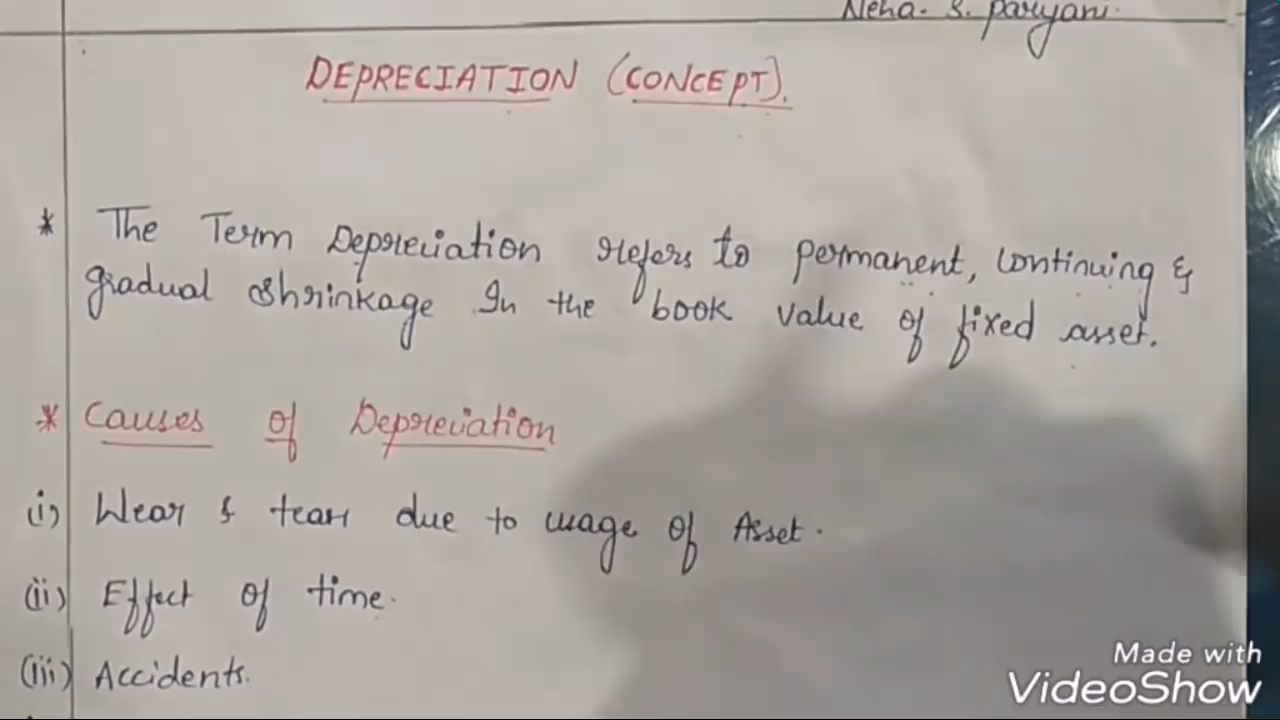 Neha. S. Paryani.
DEPRECIATION (CONCEPT).
* The Term Depreciation refers to permanent, continuing &
gradual shrinkage In the book value of fixed asset.
* Causes of Depreciation
(i) Wear & tear due to usage of Asset.
(ii) Effect of time.
(iii) Accidents.
Made with
VideoShow